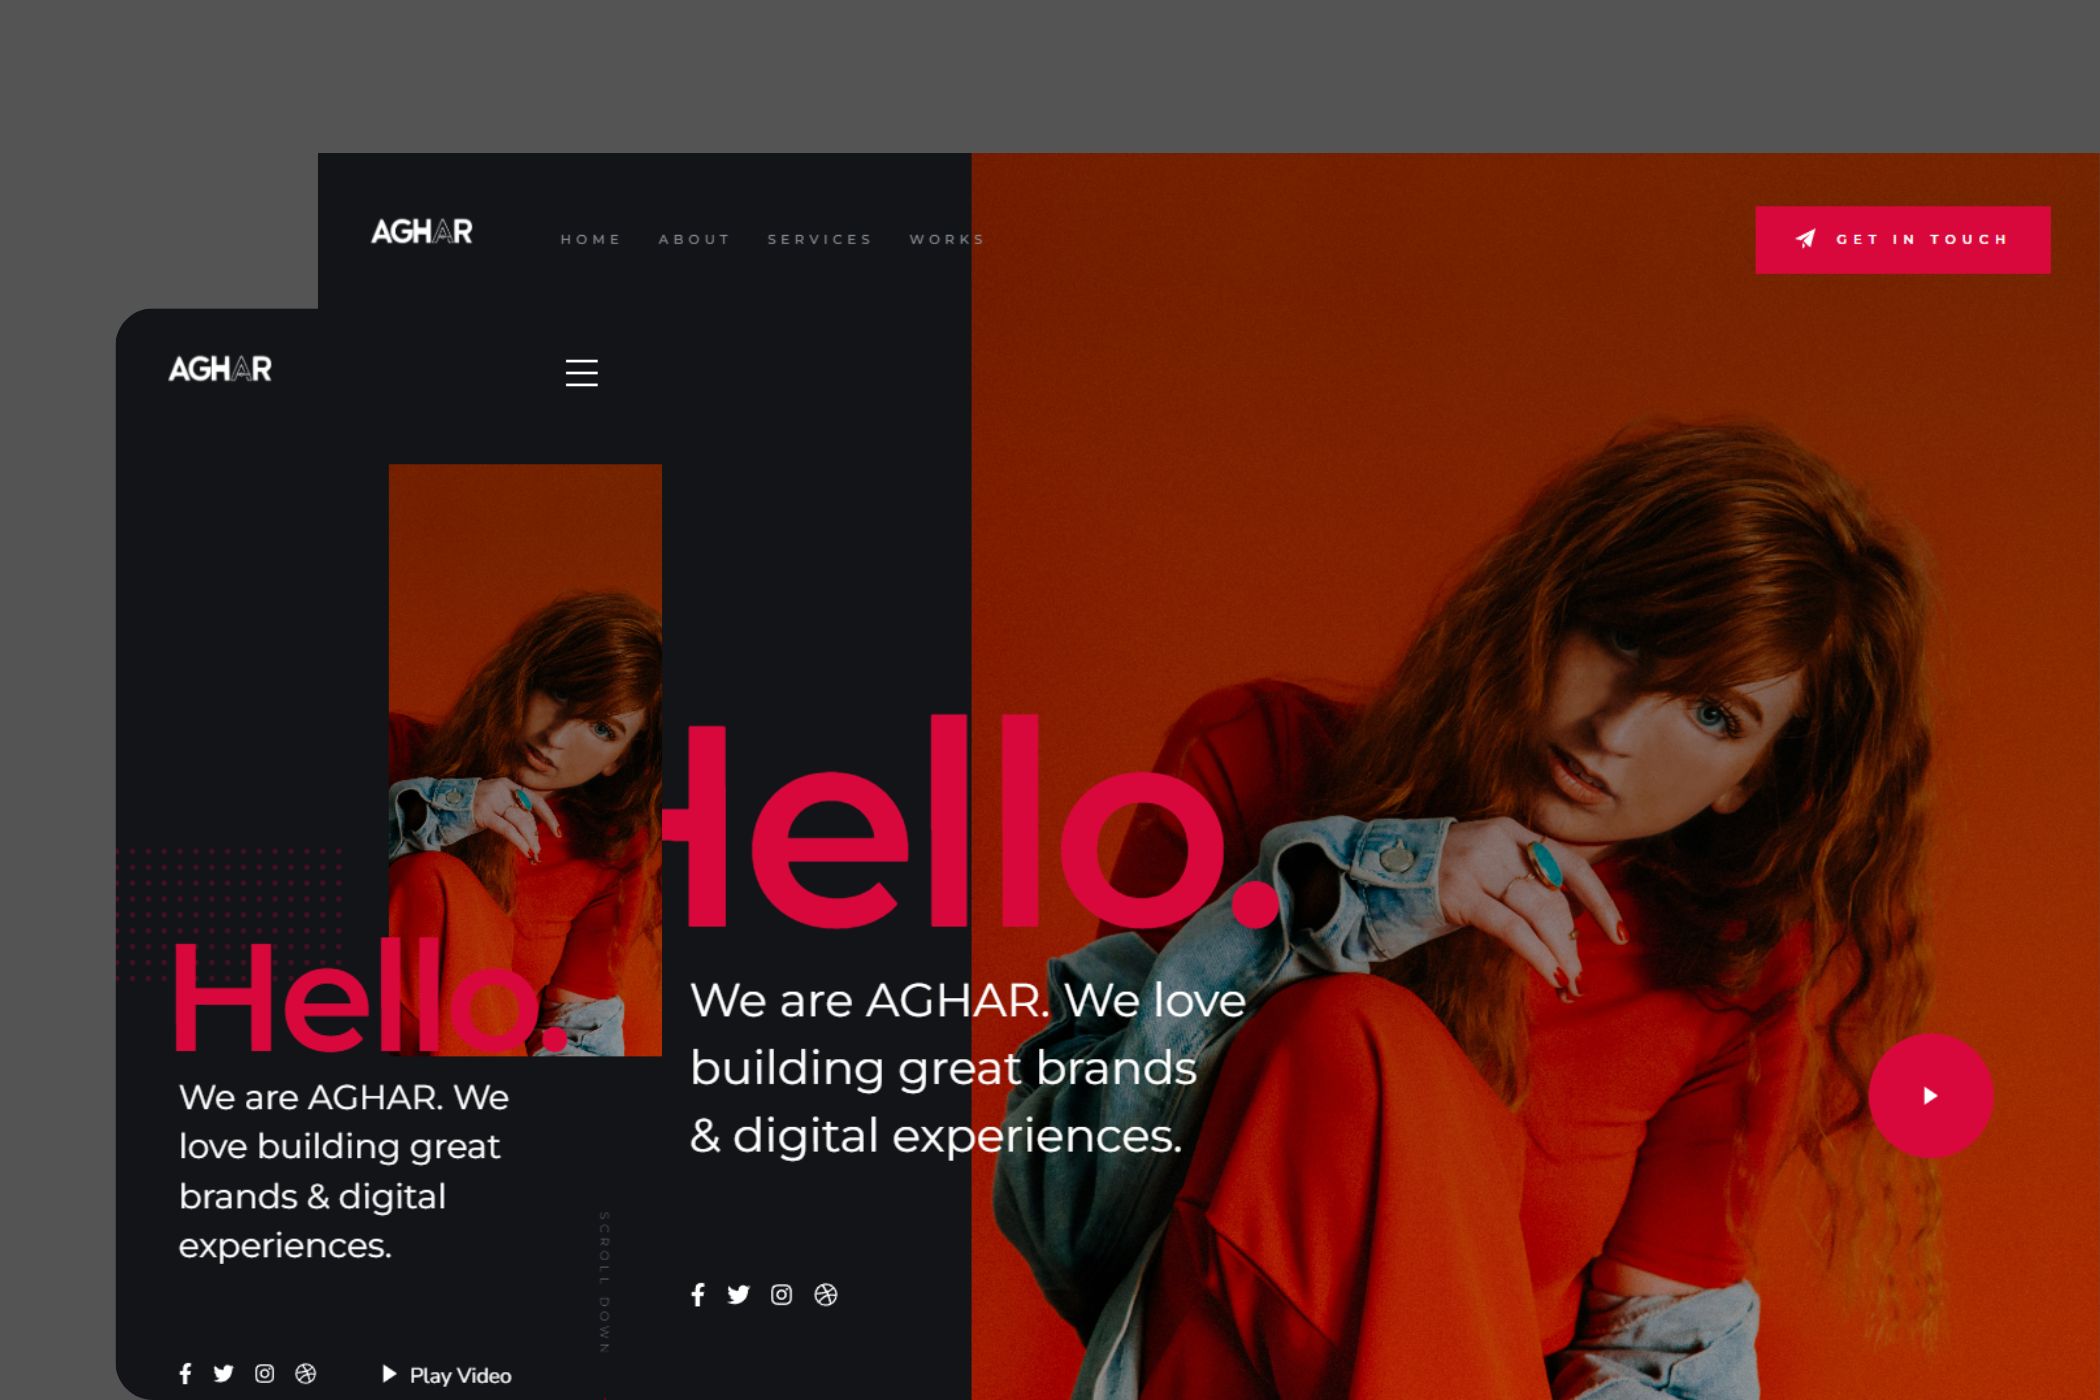 AGHAR
HOME ABOUT SERVICES WORKS
GET IN TOUCH
AGHAR
Hello.
We are AGHAR. We love
building great brands
& digital experiences.
Hello.
We are AGHAR. We
love building great
brands & digital
experiences.
SCROLL DOWN
Play Video